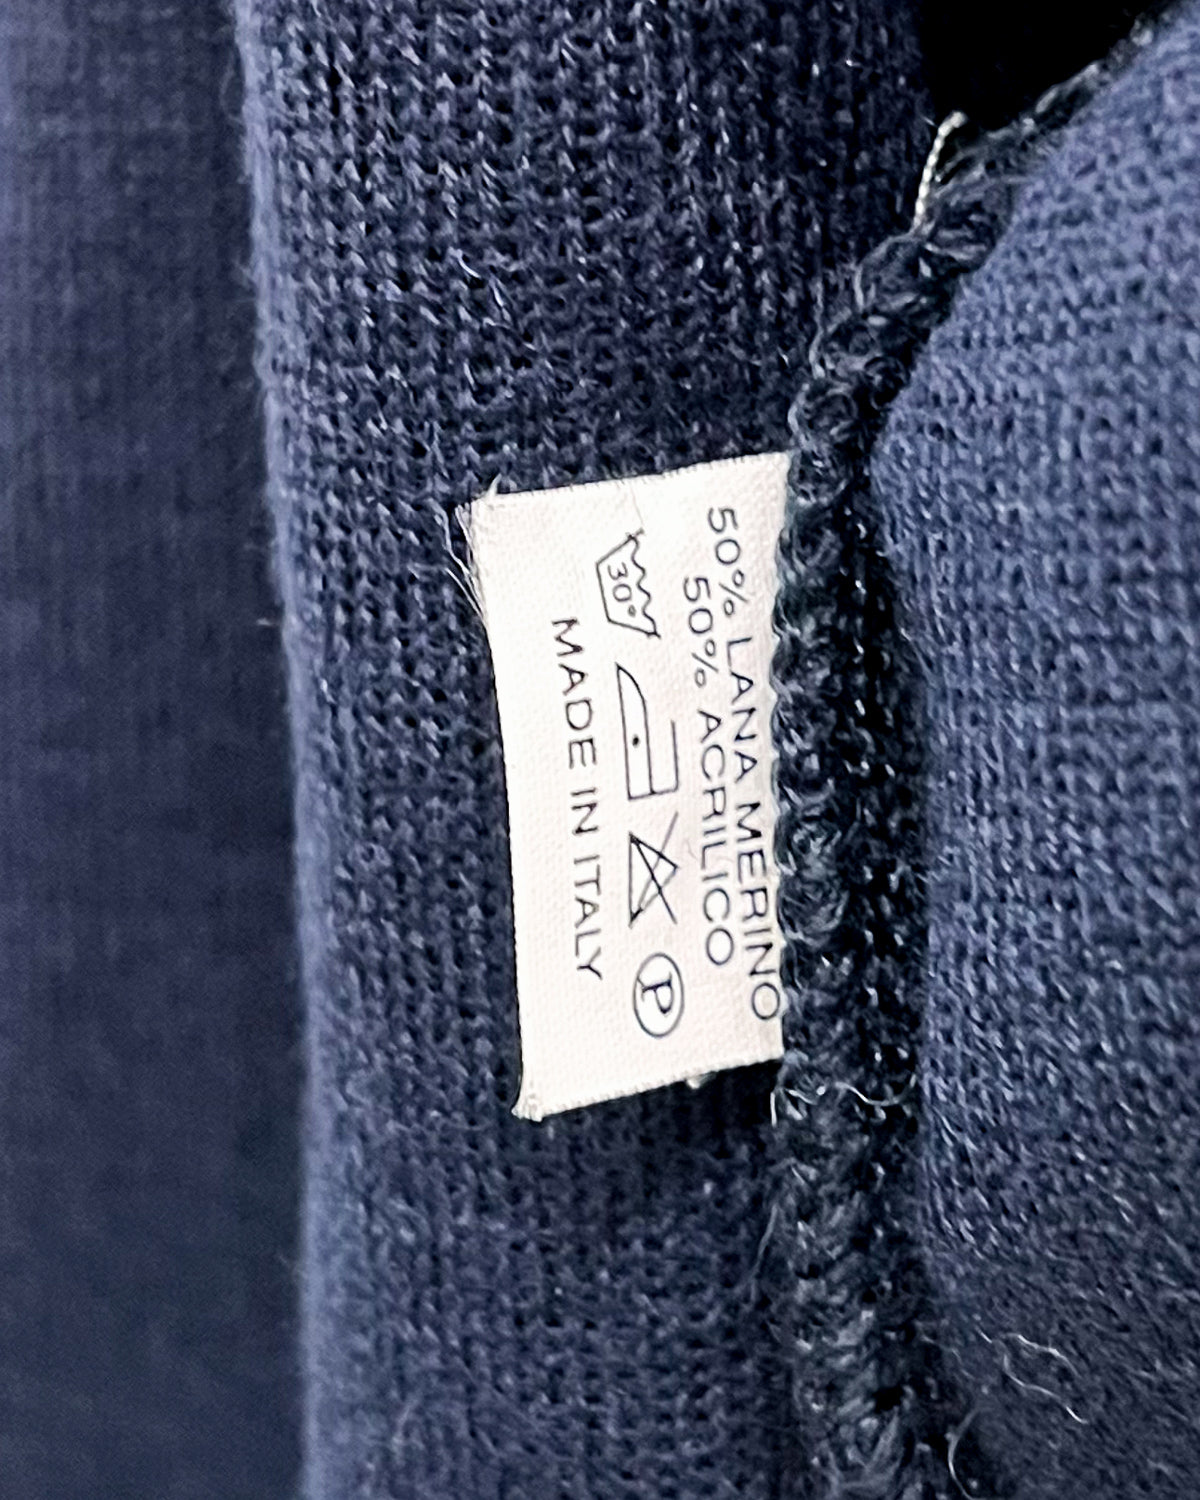 50% LANA MERINO
50% ACRILICO
30°
P
MADE IN ITALY